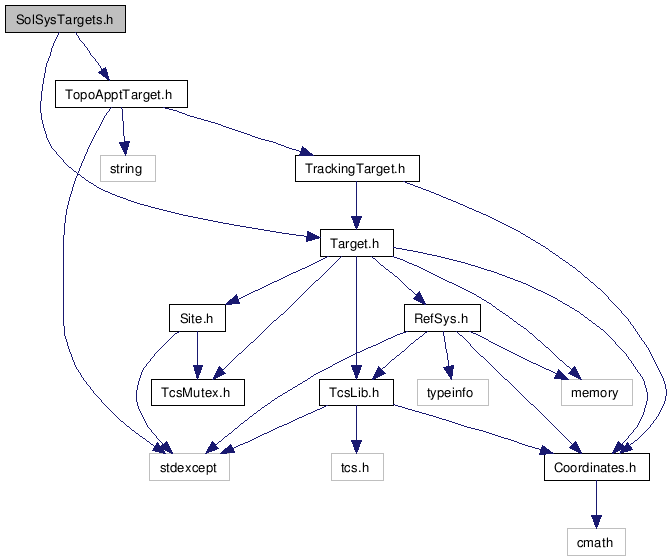 SolSysTargets.h
TopoApptTarget.h
string
TrackingTarget.h
Target.h
Site.h
RefSys.h
TcsMutex.h
TcsLib.h
typeinfo
memory
stdexcept
tcs.h
Coordinates.h
cmath